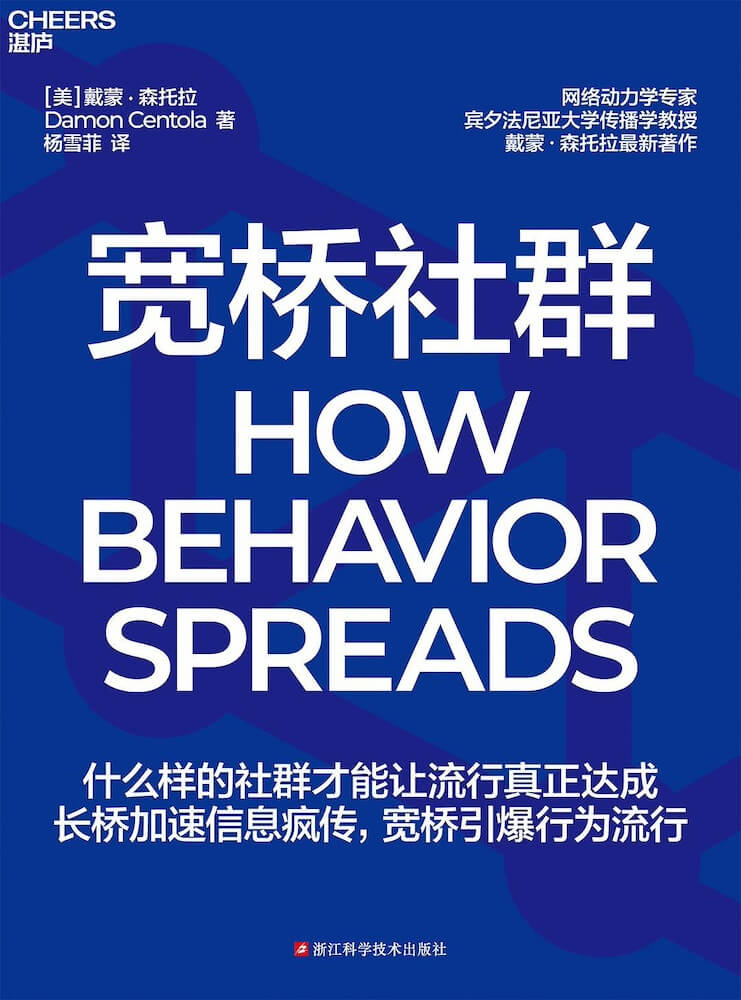 CHEERS
湛庐
[美]戴蒙·森托拉
Damon Centola 著
杨雪菲 译
网络动力学专家
宾夕法尼亚大学传播学教授
戴蒙·森托拉最新著作
宽桥社群
HOW
BEHAVIOR
SPREADS
什么样的社群才能让流行真正达成
长桥加速信息疯传，宽桥引爆行为流行
浙江科学技术出版社